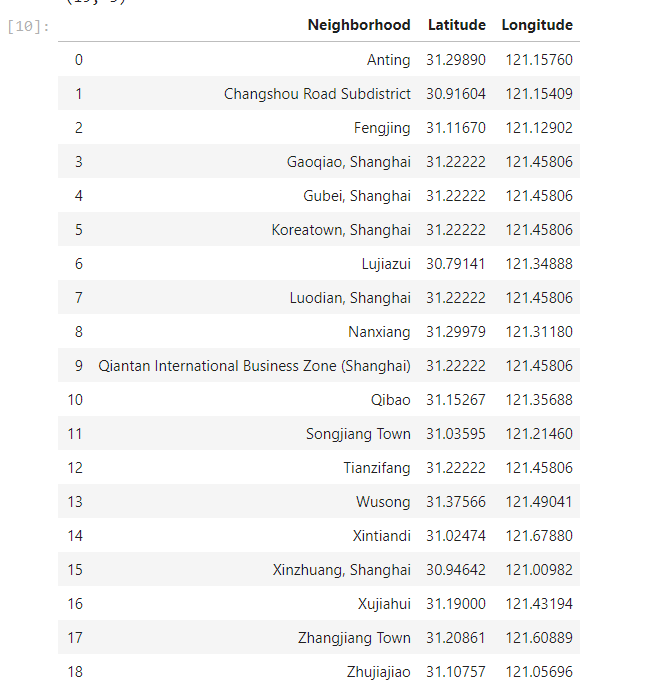 [10]:
Neighborhood Latitude Longitude
0 Anting 31.29890 121.15760
1 Changshou Road Subdistrict 30.91604 121.15409
2 Fengjing 31.11670 121.12902
3 Gaoqiao, Shanghai 31.22222 121.45806
4 Gubei, Shanghai 31.22222 121.45806
5 Koreatown, Shanghai 31.22222 121.45806
6 Lujiazui 30.79141 121.34888
7 Luodian, Shanghai 31.22222 121.45806
8 Nanxiang 31.29979 121.31180
9 Qiantan International Business Zone (Shanghai) 31.22222 121.45806
10 Qibao 31.15267 121.35688
11 Songjiang Town 31.03595 121.21460
12 Tianzifang 31.22222 121.45806
13 Wusong 31.37566 121.49041
14 Xintiandi 31.02474 121.67880
15 Xinzhuang, Shanghai 30.94642 121.00982
16 Xujiahui 31.19000 121.43194
17 Zhangjiang Town 31.20861 121.60889
18 Zhujiajiao 31.10757 121.05696